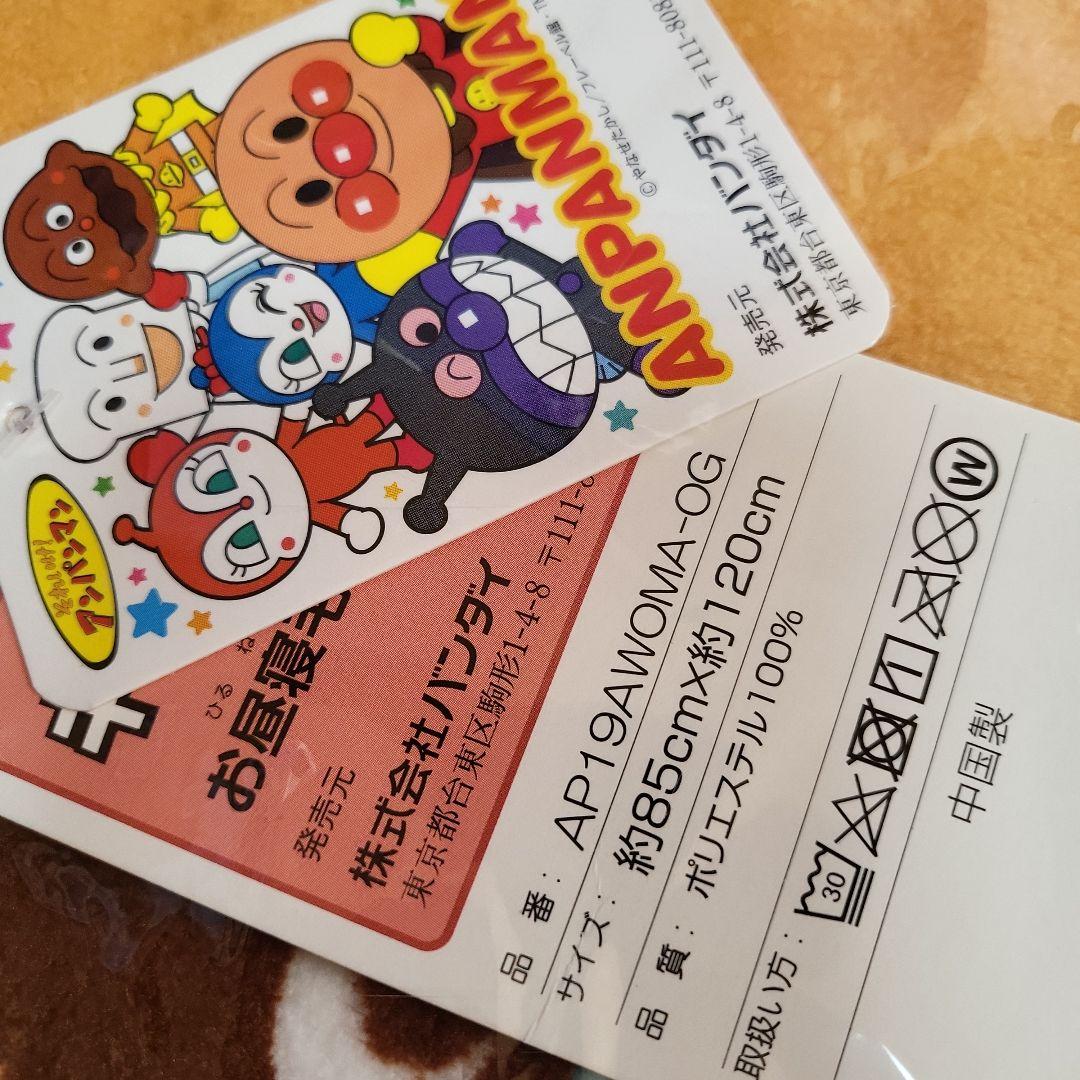 ANPANMAN
©やなせたかし/フレーベル館・TM
発売元
株式会社バンダイ
東京都台東区駒形1-4-8 〒111-808
それいけ!
アンパンマン
ひる
お昼寝毛
発売元
株式会社バンダイ
東京都台東区駒形1-4-8 〒111-8
品 番: AP19AWOMA-OG
サイズ: 約85cm×約120cm
品 質: ポリエステル100%
取扱い方:
30
W
中国製